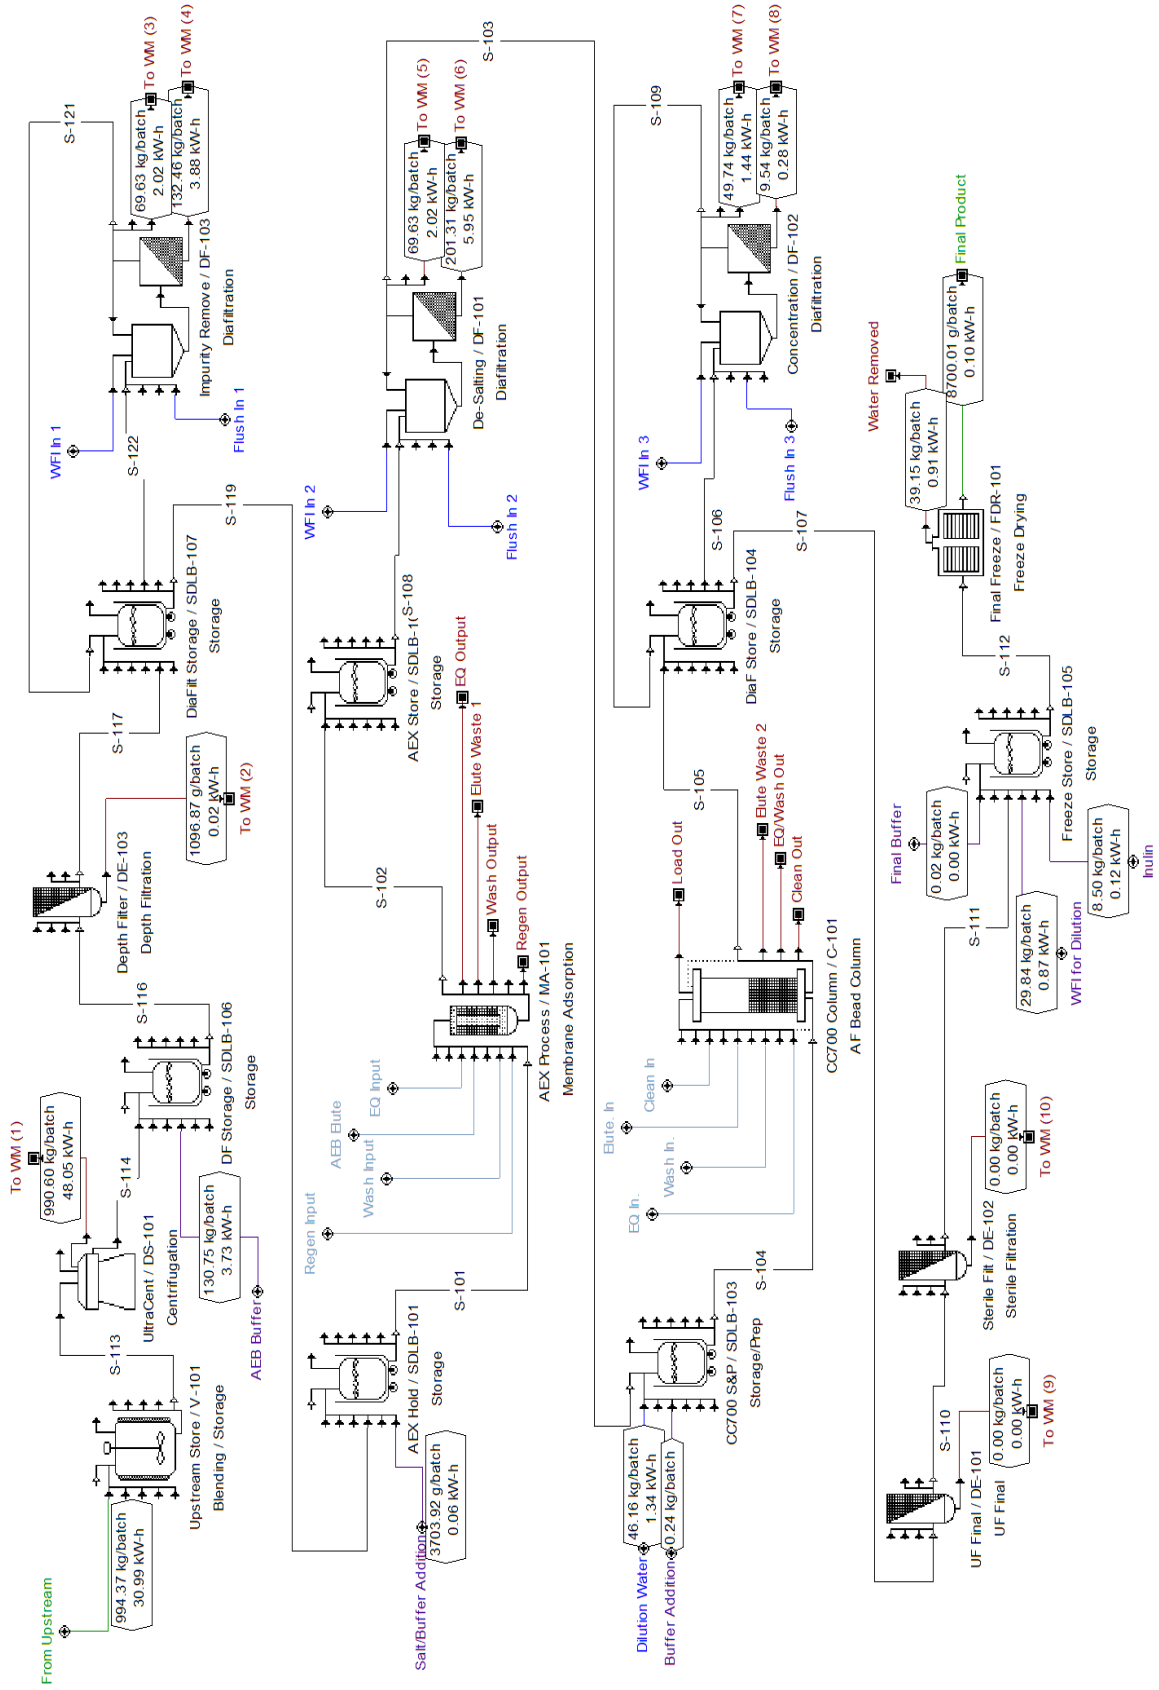 From Upstream
994.37 kg/batch
30.99 kW-h
Upstream Store / V-101
Blending / Storage
S-113
To WM (1)
990.60 kg/batch
48.05 kW-h
UltraCent / DS-101
Centrifugation
S-114
130.75 kg/batch
3.73 kW-h
AEB Buffer
DF Storage / SDLB-106
Storage
S-116
Depth Filter / DE-103
Depth Filtration
1096.87 g/batch
0.02 kW-h
To WM (2)
S-117
DiaFilt Storage / SDLB-107
Storage
S-119
S-122
WFI In 1
Flush In 1
Impurity Remove / DF-103
Diafiltration
S-121
69.63 kg/batch
2.02 kW-h
To WM (3)
132.46 kg/batch
3.88 kW-h
To WM (4)
Salt/Buffer Addition
3703.92 g/batch
0.06 kW-h
AEX Hold / SDLB-101
Storage
S-101
Regen Input
Wash Input
AEB Elute
EQ Input
AEX Process / MA-101
Membrane Adsorption
EQ Output
Elute Waste 1
Wash Output
Regen Output
S-102
AEX Store / SDLB-1(
Storage
S-108
WFI In 2
Flush In 2
De-Salting / DF-101
Diafiltration
69.63 kg/batch
2.02 kW-h
To WM (5)
201.31 kg/batch
5.95 kW-h
To WM (6)
S-103
Dilution Water
46.16 kg/batch
1.34 kW-h
Buffer Addition
0.24 kg/batch
CC700 S&P / SDLB-103
Storage/Prep
S-104
EQ In.
Wash In.
Elute. In
Clean In
CC700 Column / C-101
AF Bead Column
Load Out
Elute Waste 2
EQ/Wash Out
Clean Out
S-105
DiaF Store / SDLB-104
Storage
S-106
S-107
WFI In 3
Flush In 3
Concentration / DF-102
Diafiltration
S-109
49.74 kg/batch
1.44 kW-h
To WM (7)
9.54 kg/batch
0.28 kW-h
To WM (8)
UF Final / DE-101
UF Final
0.00 kg/batch
0.00 kW-h
To WM (9)
S-110
Sterile Filt / DE-102
Sterile Filtration
0.00 kg/batch
0.00 kW-h
To WM (10)
S-111
Final Buffer
0.02 kg/batch
0.00 kW-h
29.84 kg/batch
0.87 kW-h
WFI for Dilution
8.50 kg/batch
0.12 kW-h
Inulin
Freeze Store / SDLB-105
Storage
S-112
Final Freeze / FDR-101
Freeze Drying
Water Removed
39.15 kg/batch
0.91 kW-h
8700.01 g/batch
0.10 kW-h
Final Product